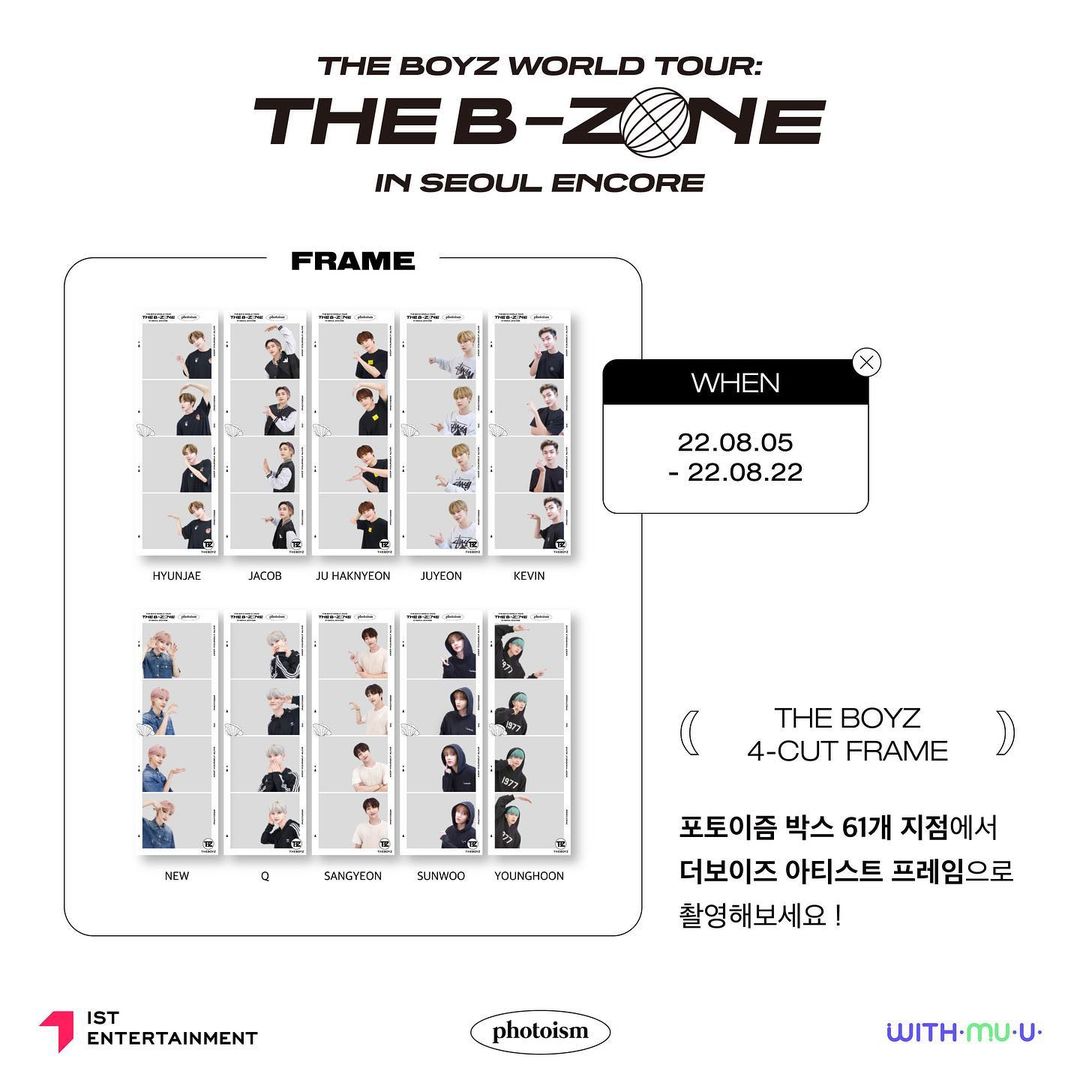 THE BOYZ WORLD TOUR:
THE B-ZONE
IN SEOUL ENCORE
FRAME
HYUNJAE
JACOB
JU HAKNYEON
JUYEON
KEVIN
NEW
Q
SANGYEON
SUNWOO
YOUNGHOON
WHEN
22.08.05
- 22.08.22
THE BOYZ
4-CUT FRAME
포토이즘 박스 61개 지점에서
더보이즈 아티스트 프레임으로
촬영해보세요 !
IST
ENTERTAINMENT
photoism
WITH·MU·U·